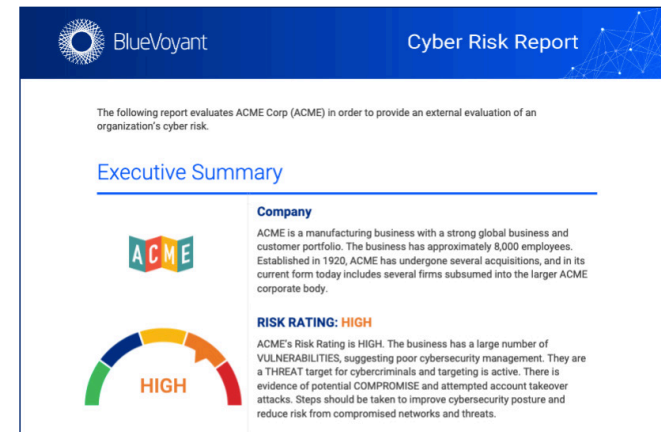 BlueVoyant
Cyber Risk Report
The following report evaluates ACME Corp (ACME) in order to provide an external evaluation of an
organization's cyber risk.
Executive Summary
ACME
Company
ACME is a manufacturing business with a strong global business and
customer portfolio. The business has approximately 8,000 employees.
Established in 1920, ACME has undergone several acquisitions, and in its
current form today includes several firms subsumed into the larger ACME
corporate body.
HIGH
RISK RATING: HIGH
ACME's Risk Rating is HIGH. The business has a large number of
VULNERABILITIES, suggesting poor cybersecurity management. They are
a THREAT target for cybercriminals and targeting is active. There is
evidence of potential COMPROMISE and attempted account takeover
attacks. Steps should be taken to improve cybersecurity posture and
reduce risk from compromised networks and threats.